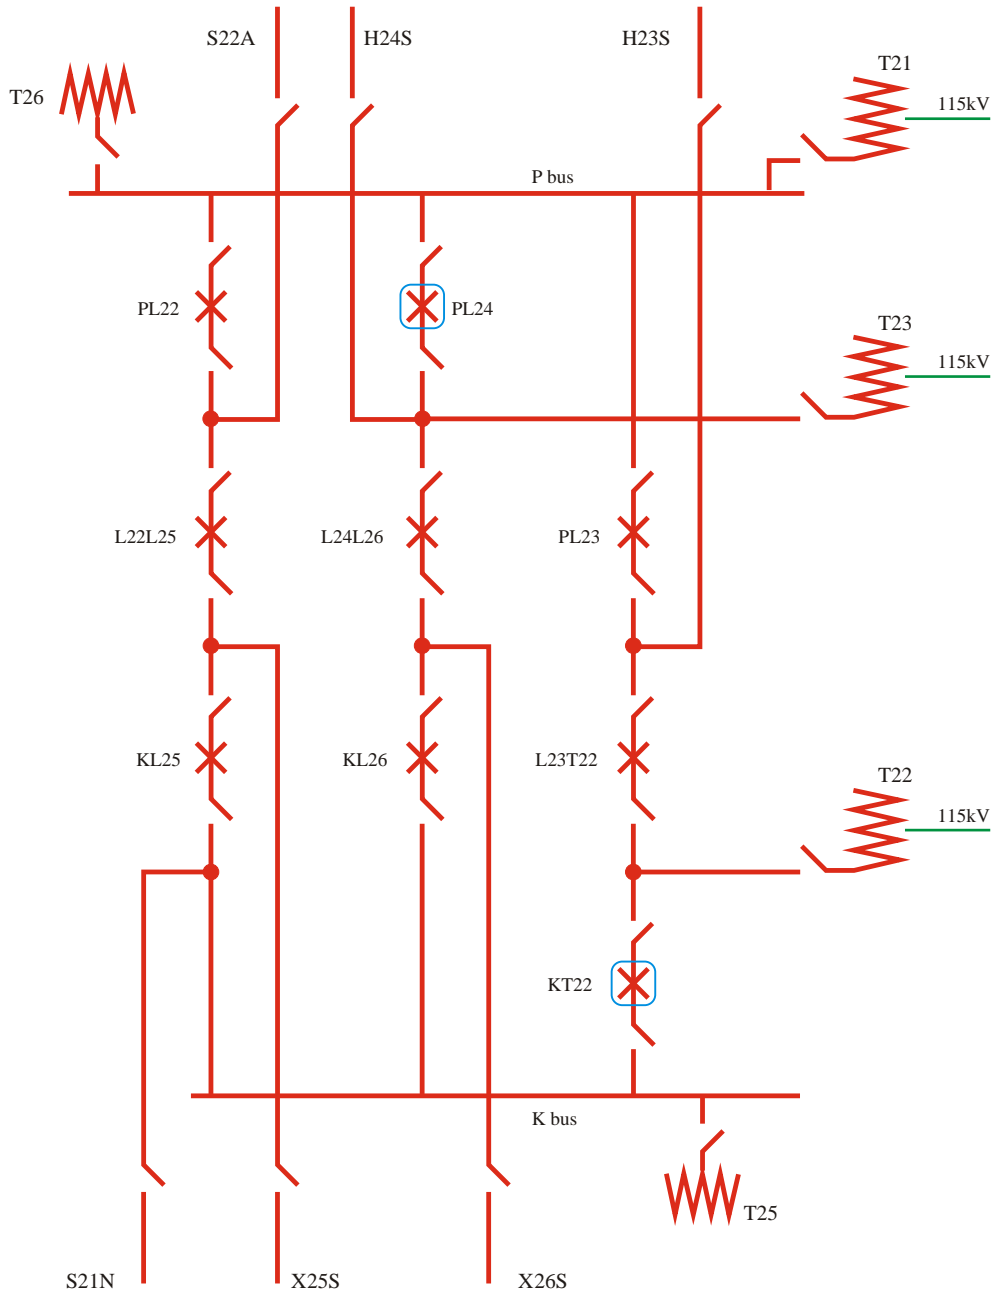 S22A
H24S
H23S
T21
T26
115kV
P bus
PL22
PL24
T23
115kV
L22L25
L24L26
PL23
KL25
KL26
L23T22
T22
115kV
KT22
K bus
T25
S21N
X25S
X26S